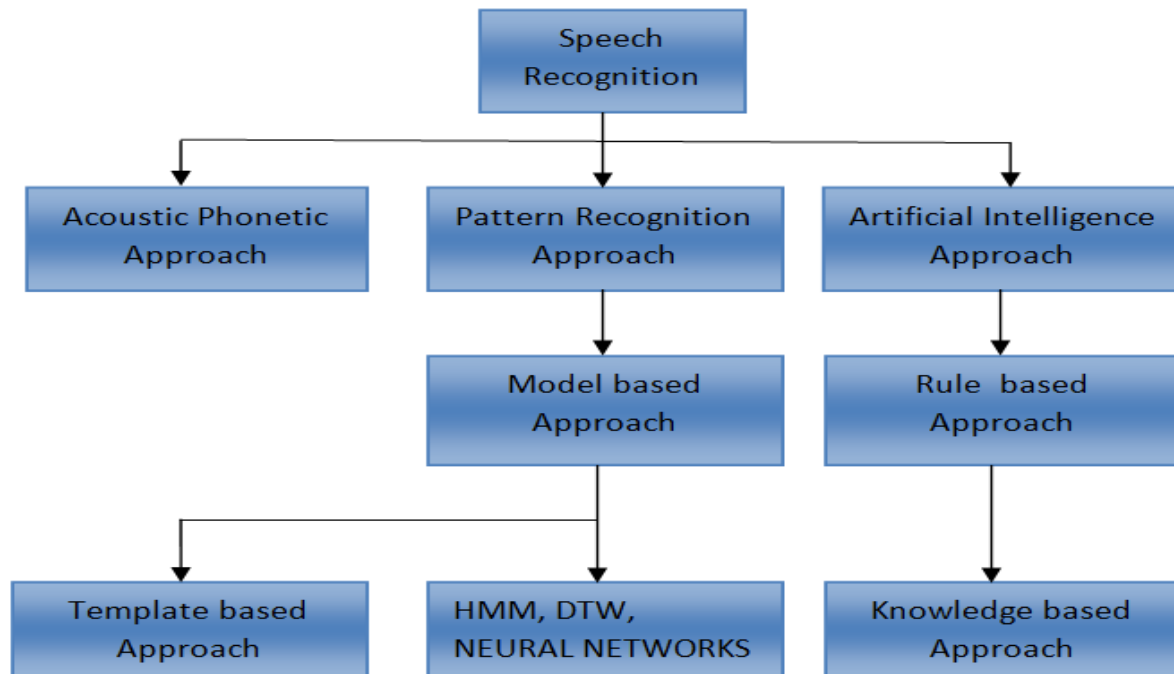 Speech
Recognition
Acoustic Phonetic
Approach
Pattern Recognition
Approach
Artificial Intelligence
Approach
Model based
Approach
Rule based
Approach
Template based
Approach
HMM, DTW,
NEURAL NETWORKS
Knowledge based
Approach